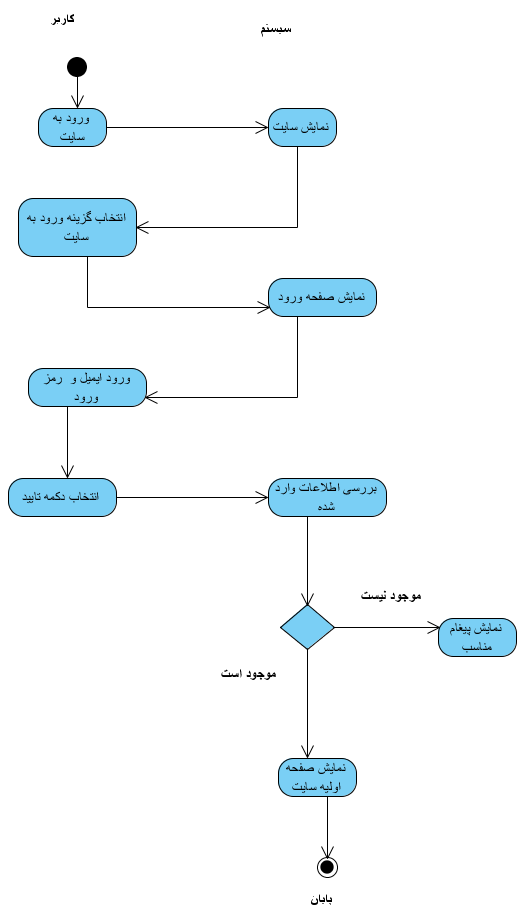 کاربر
سیستم
ورود به
سایت
نمایش سایت
انتخاب گزینه ورود به
سایت
نمایش صفحه ورود
ورود ایمیل و رمز
ورود
انتخاب دکمه تایید
بررسی اطلاعات وارد
شده
موجود نیست
نمایش پیغام
مناسب
موجود است
نمایش صفحه
اولیه سایت
پایان